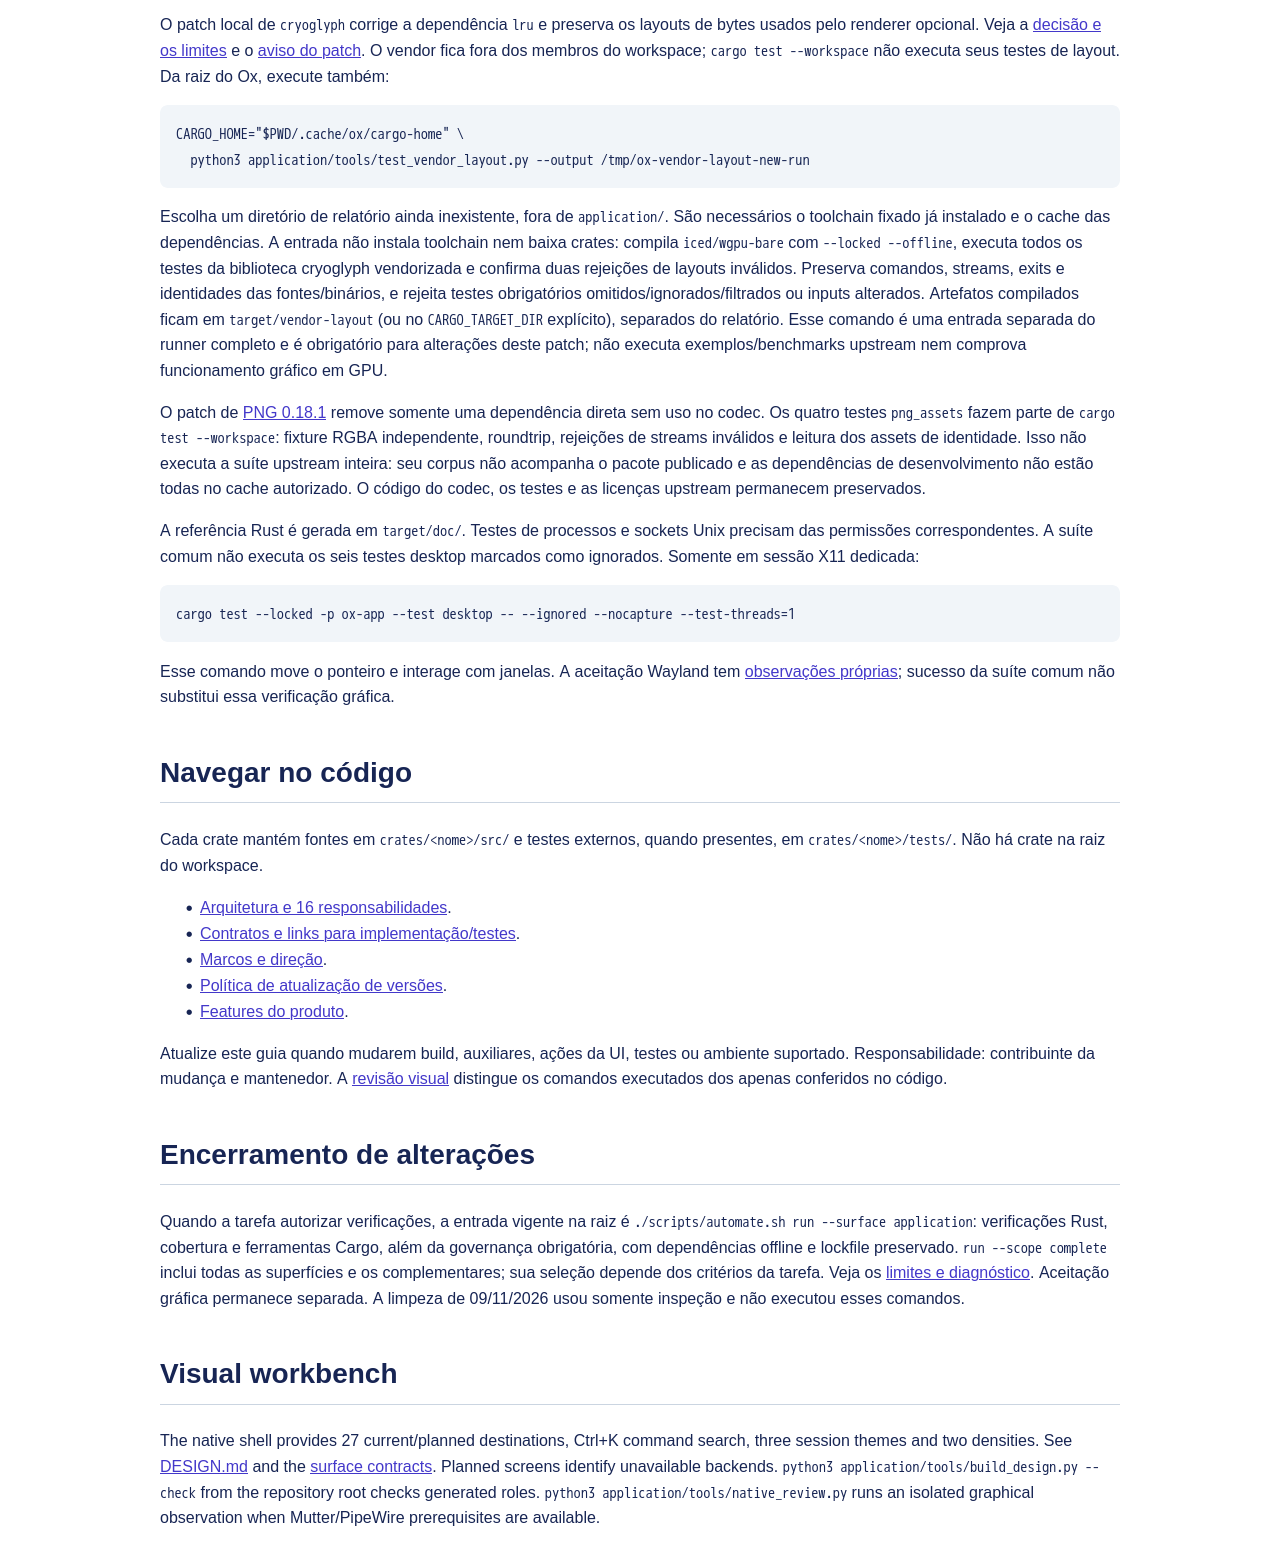 O patch local de cryoglyph corrige a dependência lru e preserva os layouts de bytes usados pelo renderer opcional. Veja a decisão e
os limites e o aviso do patch. O vendor fica fora dos membros do workspace; cargo test --workspace não executa seus testes de layout.
Da raiz do Ox, execute também:
CARGO_HOME="$PWD/.cache/ox/cargo-home" \
  python3 application/tools/test_vendor_layout.py --output /tmp/ox-vendor-layout-new-run
Escolha um diretório de relatório ainda inexistente, fora de application/. São necessários o toolchain fixado já instalado e o cache das
dependências. A entrada não instala toolchain nem baixa crates: compila iced/wgpu-bare com --locked --offline, executa todos os
testes da biblioteca cryoglyph vendorizada e confirma duas rejeições de layouts inválidos. Preserva comandos, streams, exits e
identidades das fontes/binários, e rejeita testes obrigatórios omitidos/ignorados/filtrados ou inputs alterados. Artefatos compilados
ficam em target/vendor-layout (ou no CARGO_TARGET_DIR explícito), separados do relatório. Esse comando é uma entrada separada do
runner completo e é obrigatório para alterações deste patch; não executa exemplos/benchmarks upstream nem comprova
funcionamento gráfico em GPU.
O patch de PNG 0.18.1 remove somente uma dependência direta sem uso no codec. Os quatro testes png_assets fazem parte de cargo
test --workspace: fixture RGBA independente, roundtrip, rejeições de streams inválidos e leitura dos assets de identidade. Isso não
executa a suíte upstream inteira: seu corpus não acompanha o pacote publicado e as dependências de desenvolvimento não estão
todas no cache autorizado. O código do codec, os testes e as licenças upstream permanecem preservados.
A referência Rust é gerada em target/doc/. Testes de processos e sockets Unix precisam das permissões correspondentes. A suíte
comum não executa os seis testes desktop marcados como ignorados. Somente em sessão X11 dedicada:
cargo test --locked -p ox-app --test desktop -- --ignored --nocapture --test-threads=1
Esse comando move o ponteiro e interage com janelas. A aceitação Wayland tem observações próprias; sucesso da suíte comum não
substitui essa verificação gráfica.
Navegar no código
Cada crate mantém fontes em crates/<nome>/src/ e testes externos, quando presentes, em crates/<nome>/tests/. Não há crate na raiz
do workspace.
• Arquitetura e 16 responsabilidades.
• Contratos e links para implementação/testes.
• Marcos e direção.
• Política de atualização de versões.
• Features do produto.
Atualize este guia quando mudarem build, auxiliares, ações da UI, testes ou ambiente suportado. Responsabilidade: contribuinte da
mudança e mantenedor. A revisão visual distingue os comandos executados dos apenas conferidos no código.
Encerramento de alterações
Quando a tarefa autorizar verificações, a entrada vigente na raiz é ./scripts/automate.sh run --surface application: verificações Rust,
cobertura e ferramentas Cargo, além da governança obrigatória, com dependências offline e lockfile preservado. run --scope complete
inclui todas as superfícies e os complementares; sua seleção depende dos critérios da tarefa. Veja os limites e diagnóstico. Aceitação
gráfica permanece separada. A limpeza de 09/11/2026 usou somente inspeção e não executou esses comandos.
Visual workbench
The native shell provides 27 current/planned destinations, Ctrl+K command search, three session themes and two densities. See
DESIGN.md and the surface contracts. Planned screens identify unavailable backends. python3 application/tools/build_design.py --
check from the repository root checks generated roles. python3 application/tools/native_review.py runs an isolated graphical
observation when Mutter/PipeWire prerequisites are available.